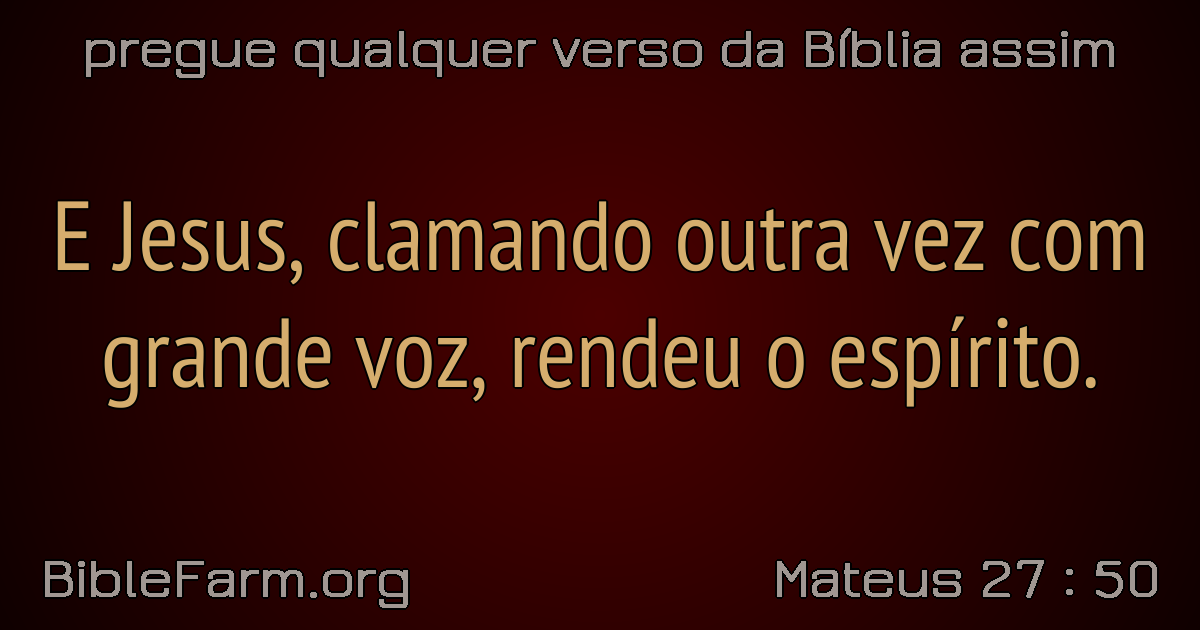 pregue qualquer verso da Bíblia assim
E Jesus, clamando outra vez com
grande voz, rendeu o espírito.
BibleFarm.org
Mateus 27 : 50